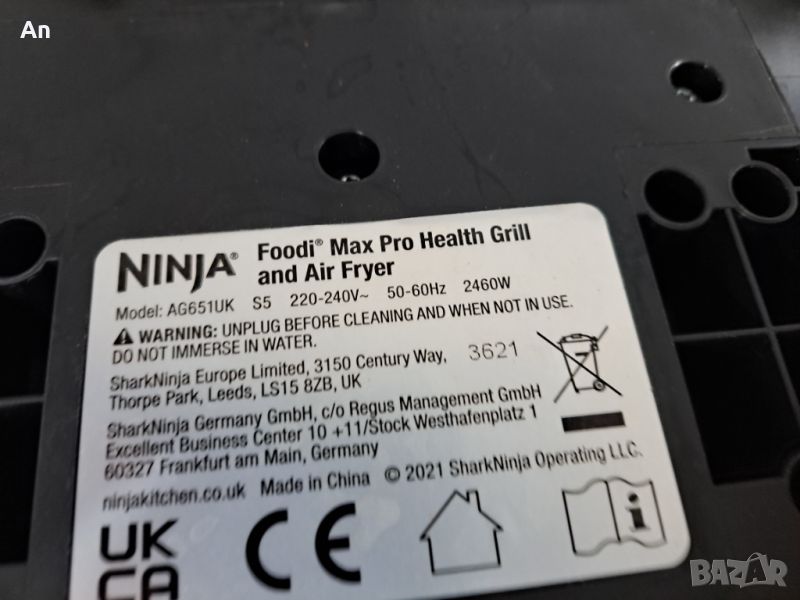 An
NINJA® Foodi® Max Pro Health Grill
and Air Fryer
Model: AG651UK S5 220-240V~ 50-60Hz 2460W
WARNING: UNPLUG BEFORE CLEANING AND WHEN NOT IN USE.
DO NOT IMMERSE IN WATER.
SharkNinja Europe Limited, 3150 Century Way, 3621
Thorpe Park, Leeds, LS15 8ZB, UK
SharkNinja Germany GmbH, c/o Regus Management GmbH
Excellent Business Center 10 +11/Stock Westhafenplatz 1
60327 Frankfurt am Main, Germany
ninjakitchen.co.uk Made in China © 2021 SharkNinja Operating LLC.
UK
CA
CE
i
BAZAR